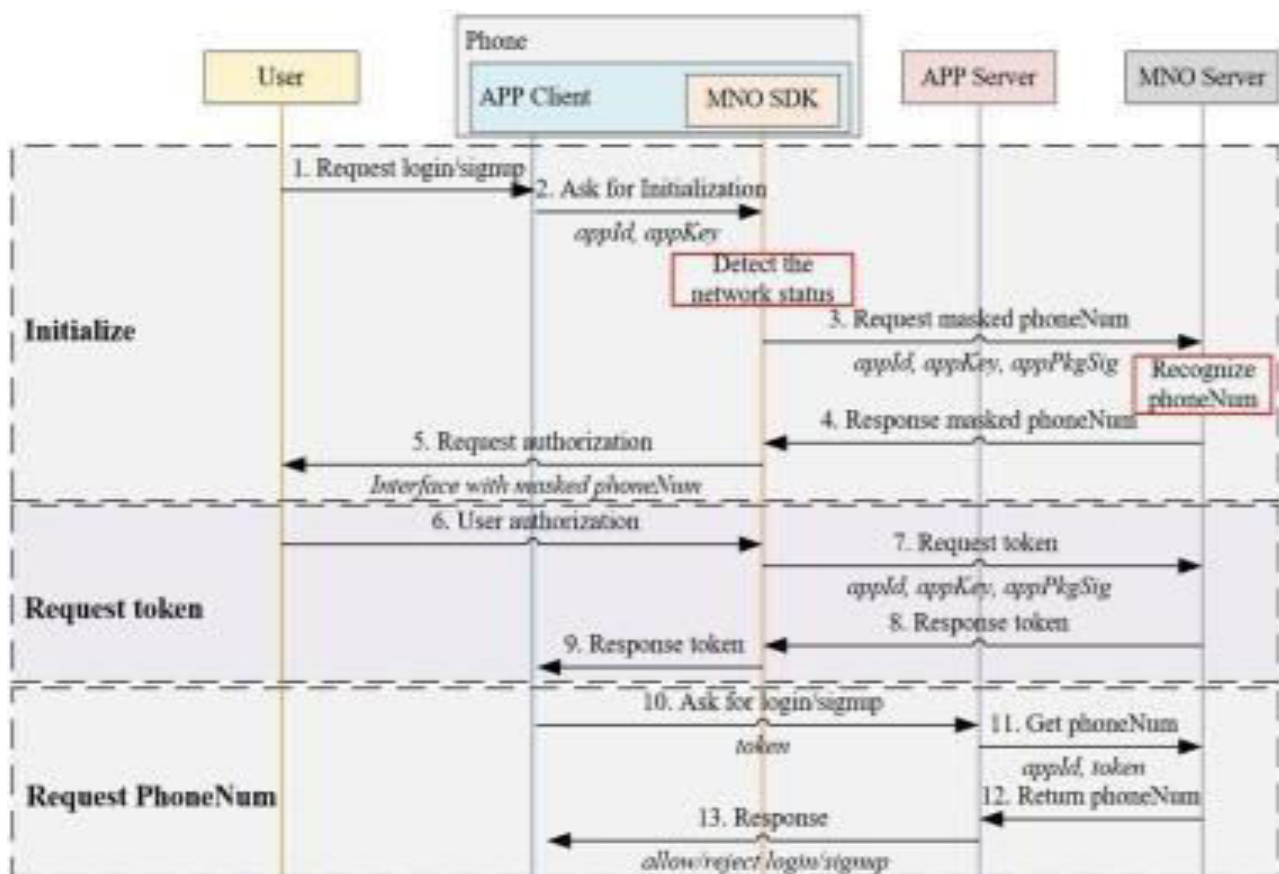 Phone
User
APP Client
MNO SDK
APP Server
MNO Server
1. Request login/signup
2. Ask for Initialization
appId, appKey
Detect the
network status
Initialize
3. Request masked phoneNum
appId, appKey, appPkgSig
Recognize
phoneNum
4. Response masked phoneNum
5. Request authorization
Interface with masked phoneNum
6. User authorization
7. Request token
appId, appKey, appPkgSig
Request token
8. Response token
9. Response token
10. Ask for login/signup
token
11. Get phoneNum
appId, token
Request PhoneNum
12. Return phoneNum
13. Response
allow/reject login/signup